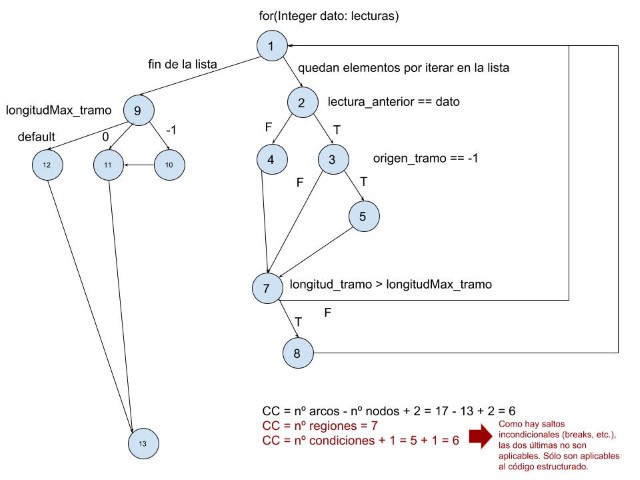 for(Integer dato: lecturas)
1
fin de la lista
quedan elementos por iterar en la lista
longitudMax_tramo
9
2
lectura_anterior == dato
default
0
-1
F
T
12
11
10
4
3
origen_tramo == -1
F
T
5
7
longitud_tramo > longitudMax_tramo
T
F
8
13
CC = nº arcos - nº nodos + 2 = 17 - 13 + 2 = 6
CC = nº regiones = 7
CC = nº condiciones + 1 = 5 + 1 = 6
Como hay saltos
incondicionales (breaks, etc.),
las dos últimas no son
aplicables. Sólo son aplicables
al código estructurado.